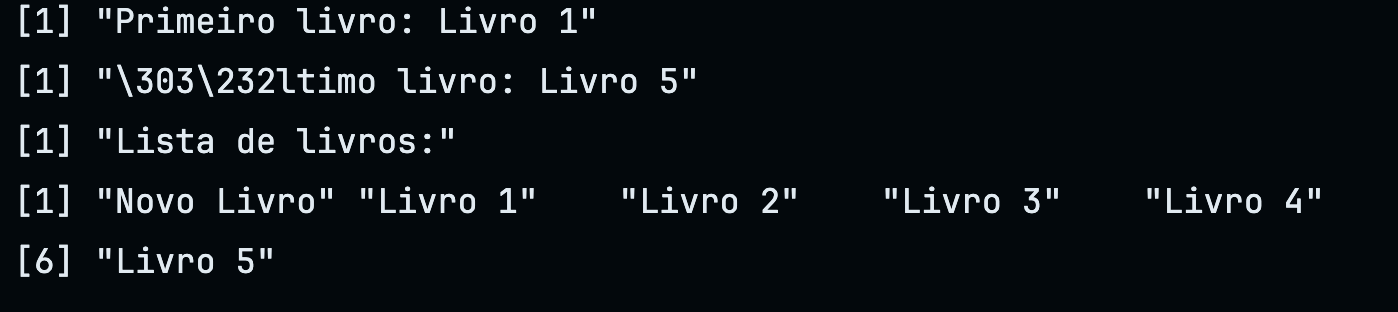 [1] "Primeiro livro: Livro 1"
[1] "\303\232ltimo livro: Livro 5"
[1] "Lista de livros:"
[1] "Novo Livro" "Livro 1"    "Livro 2"    "Livro 3"    "Livro 4"
[6] "Livro 5"